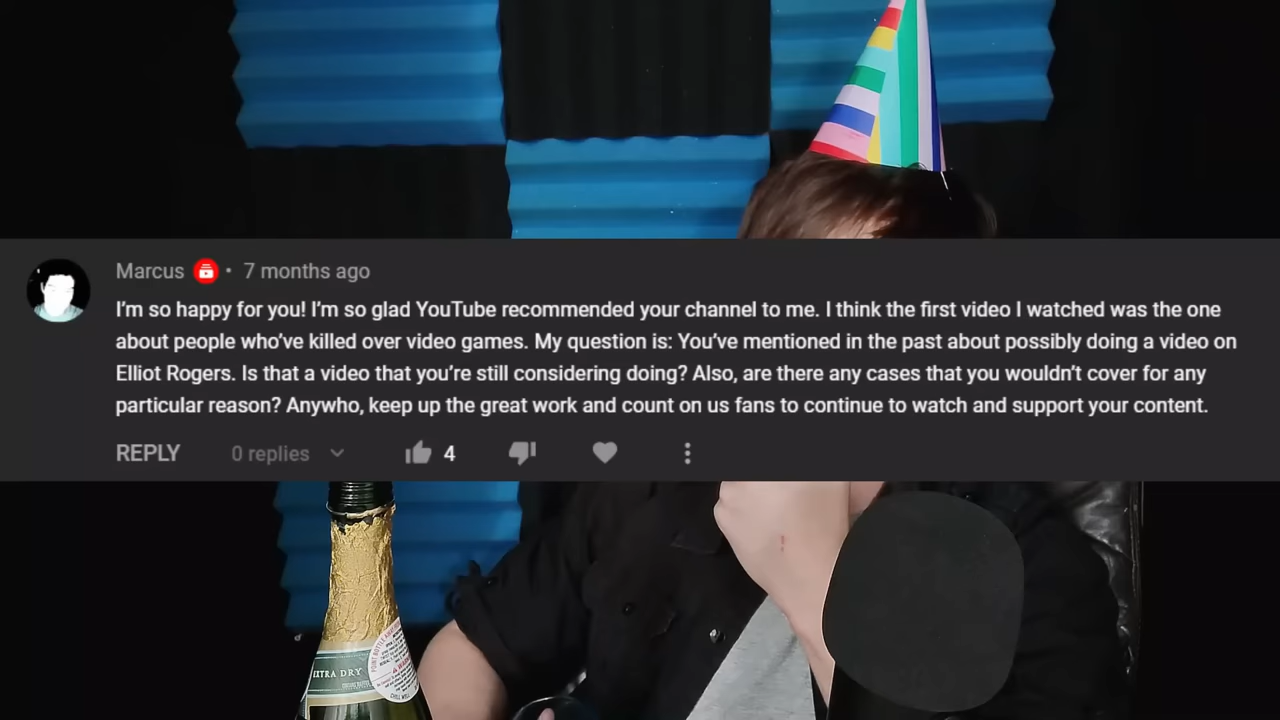 Marcus • 7 months ago
I'm so happy for you! I'm so glad YouTube recommended your channel to me. I think the first video I watched was the one
about people who've killed over video games. My question is: You've mentioned in the past about possibly doing a video on
Elliot Rogers. Is that a video that you're still considering doing? Also, are there any cases that you wouldn't cover for any
particular reason? Anywho, keep up the great work and count on us fans to continue to watch and support your content.
REPLY 0 replies 4
EXTRA DRY